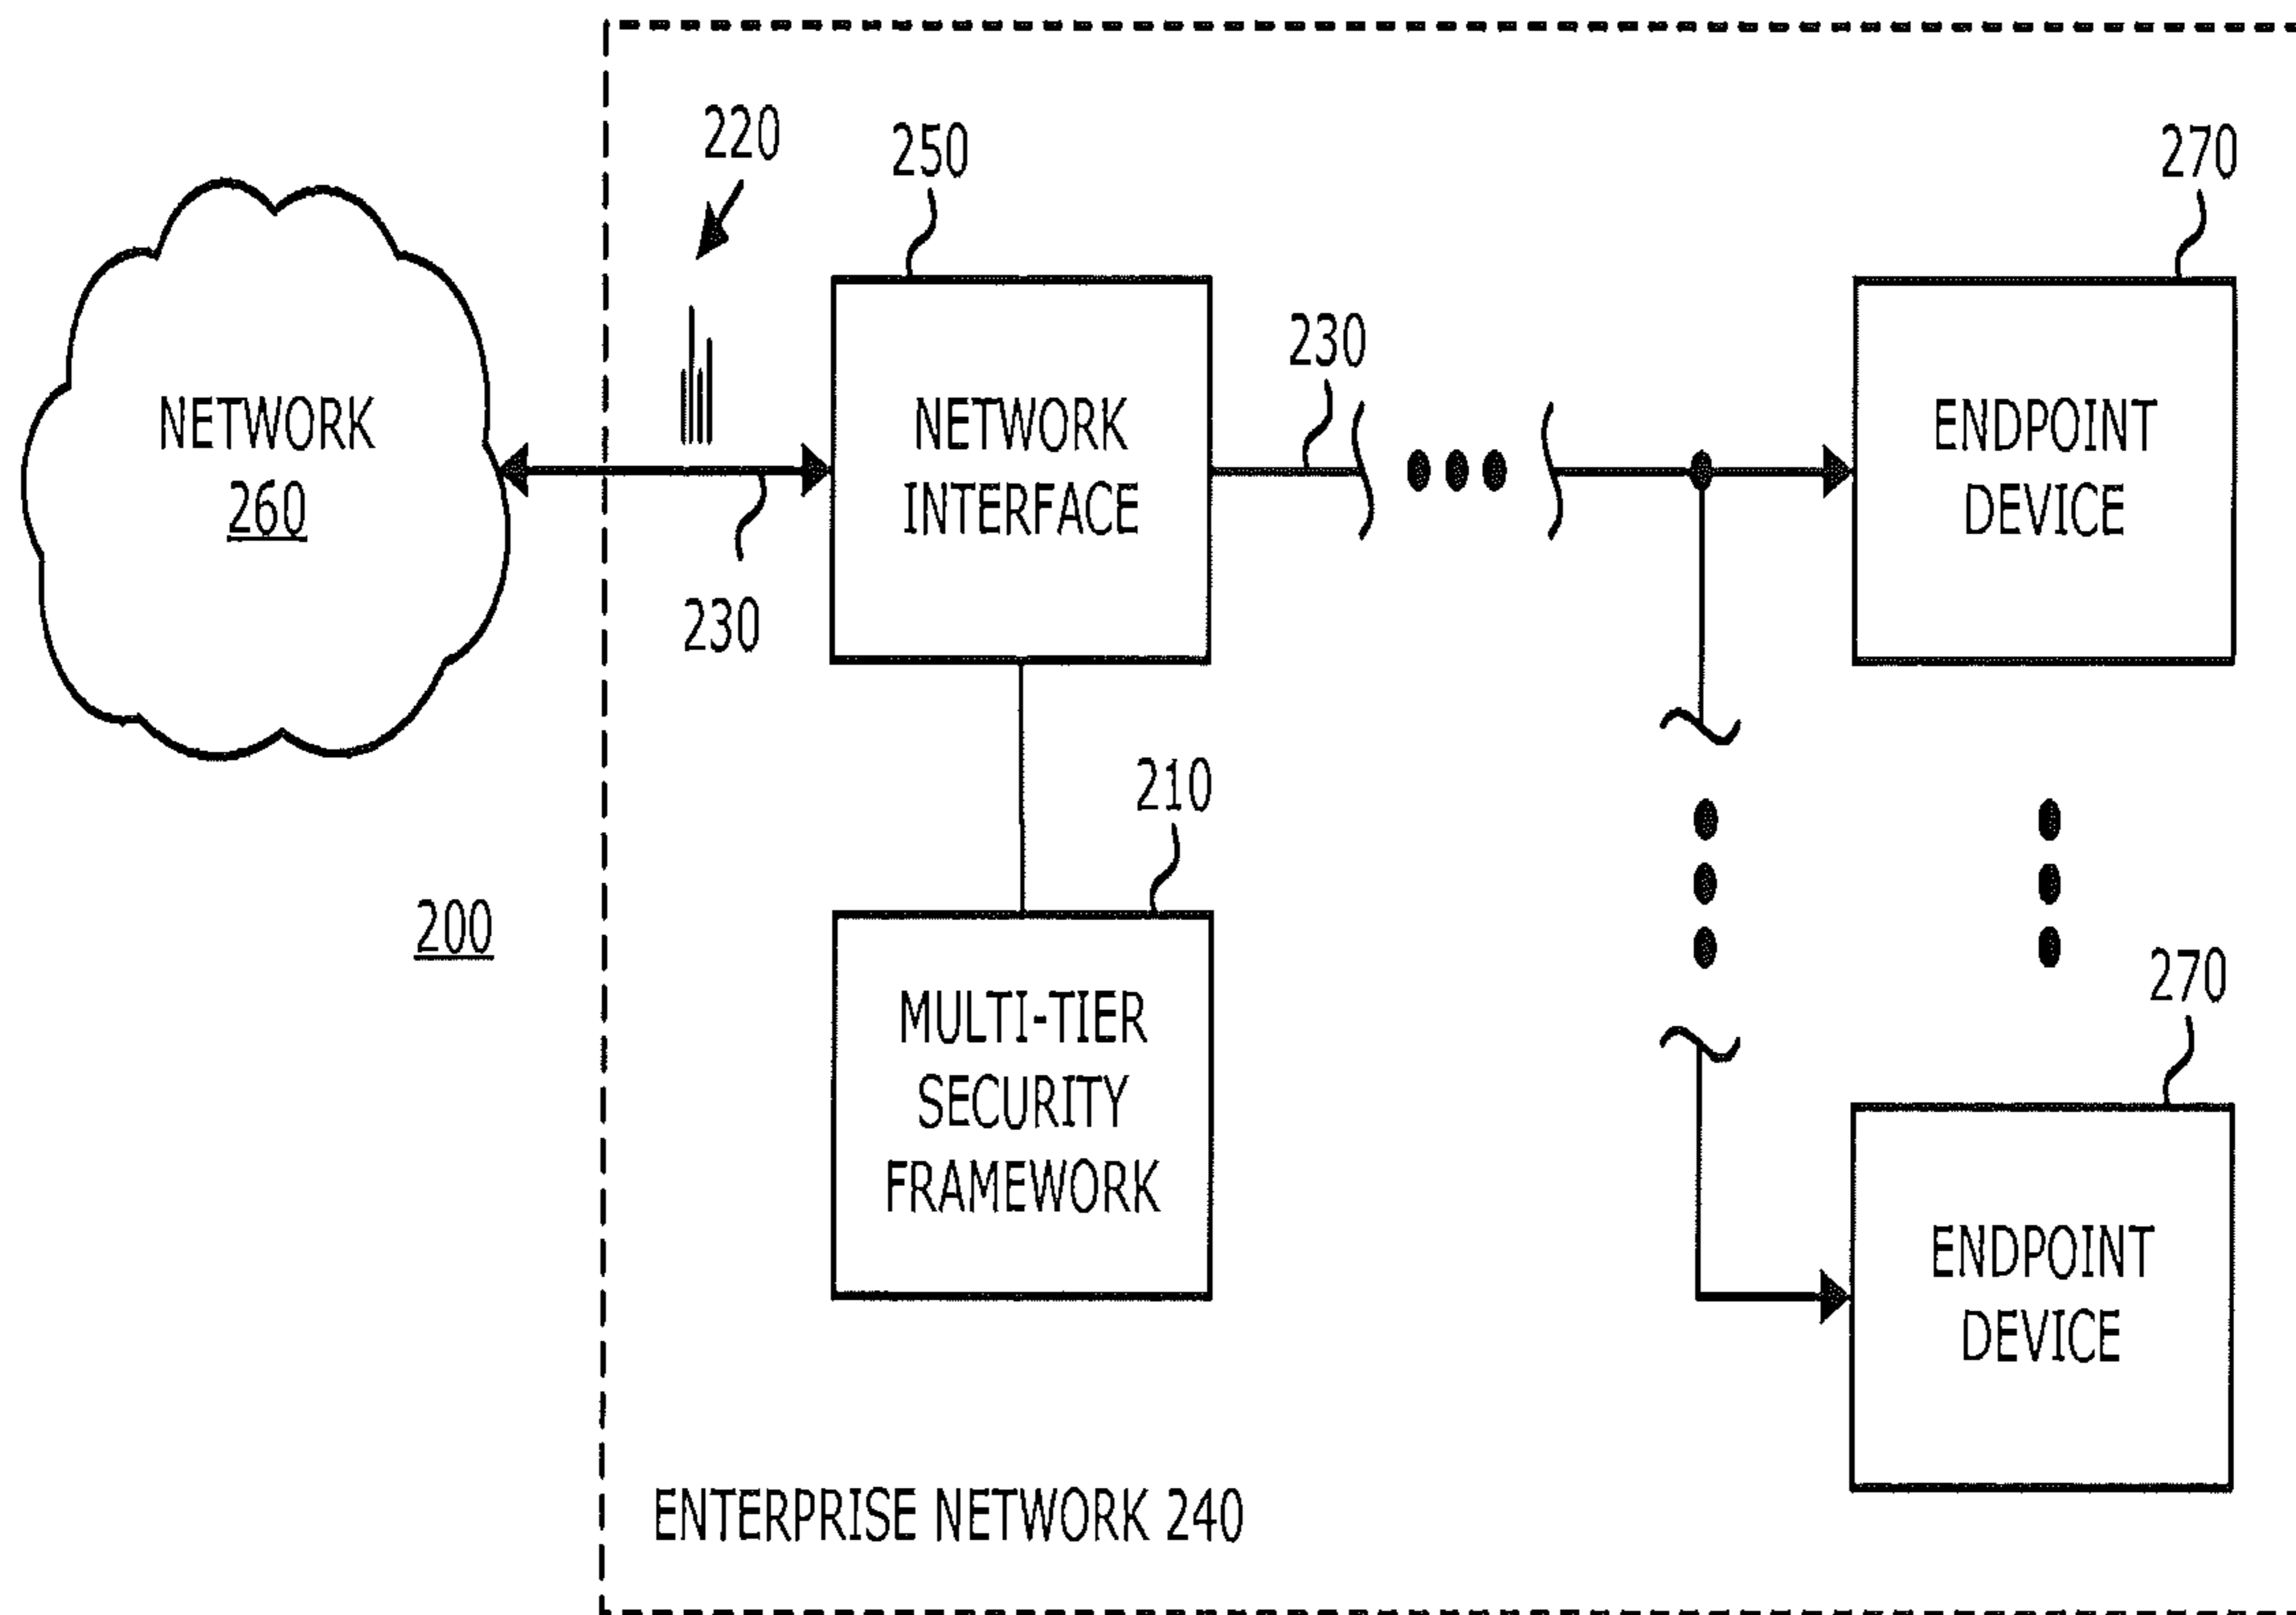 220
250
270
230
NETWORK
260
NETWORK
INTERFACE
ENDPOINT
DEVICE
230
210
200
MULTI-TIER
SECURITY
FRAMEWORK
270
ENDPOINT
DEVICE
ENTERPRISE NETWORK 240